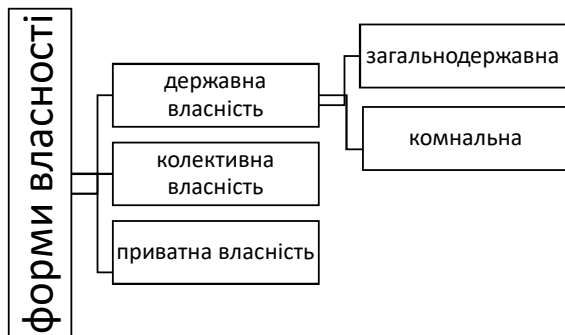 форми власності
державна
власність
колективна
власність
приватна власність
загальнодержавна
комнальна